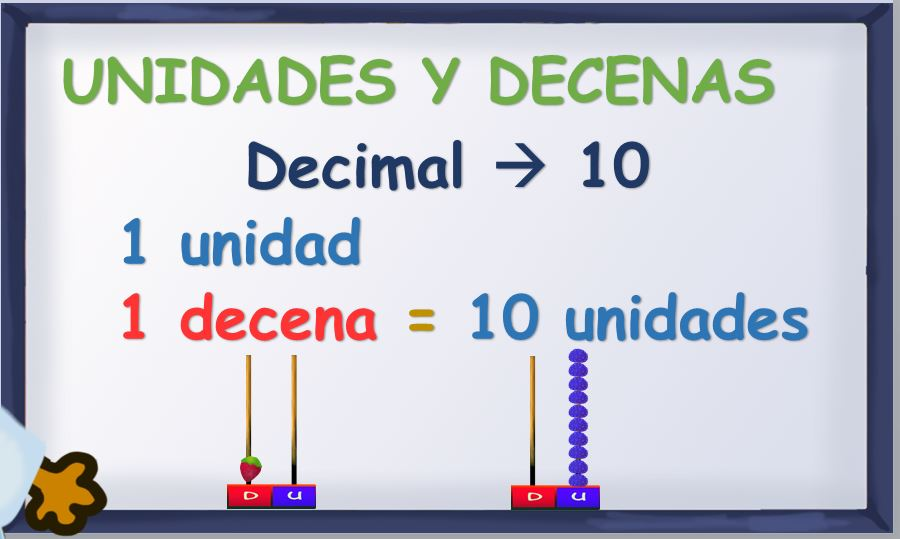 UNIDADES Y DECENAS
Decimal → 10
1 unidad
1 decena = 10 unidades
D U D U